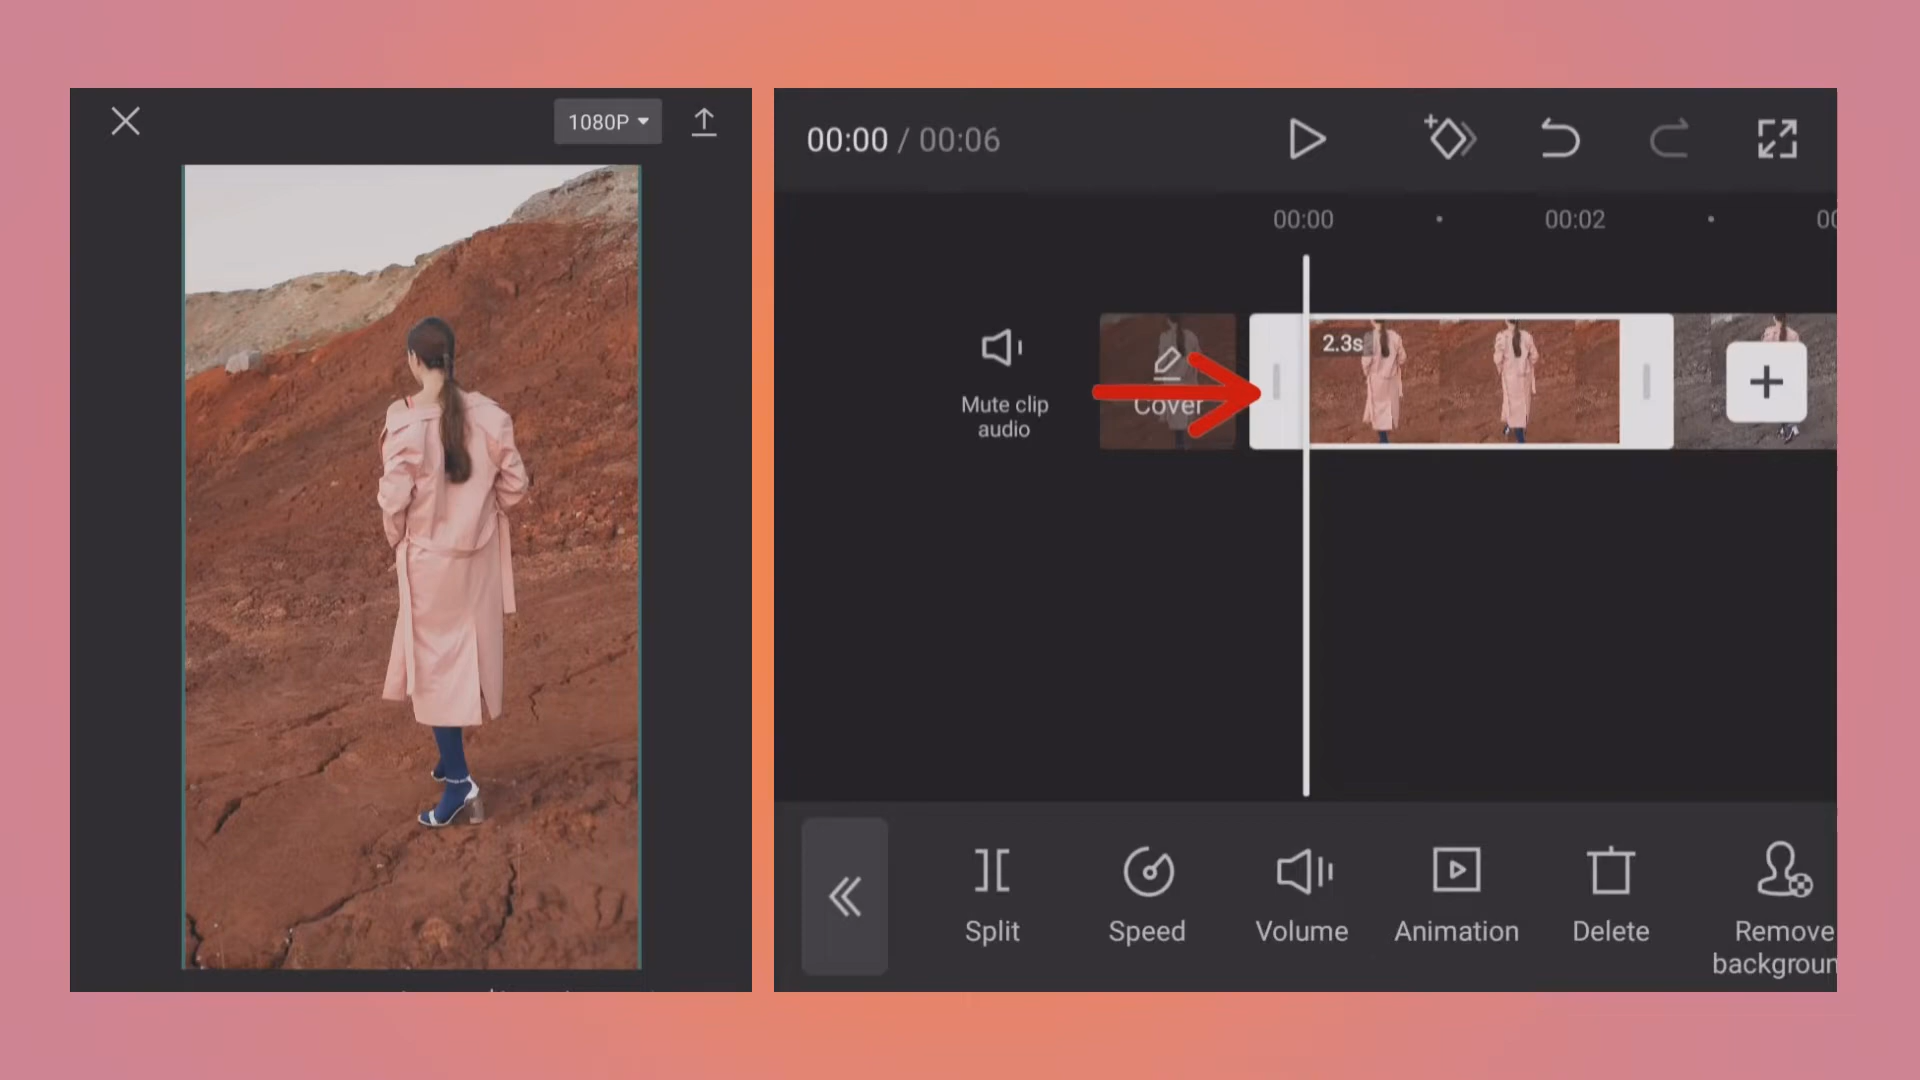 1080P
00:00 / 00:06
00:00
00:02
2.3s
Mute clip
audio
Cover
Split
Speed
Volume
Animation
Delete
Remove
backgroun